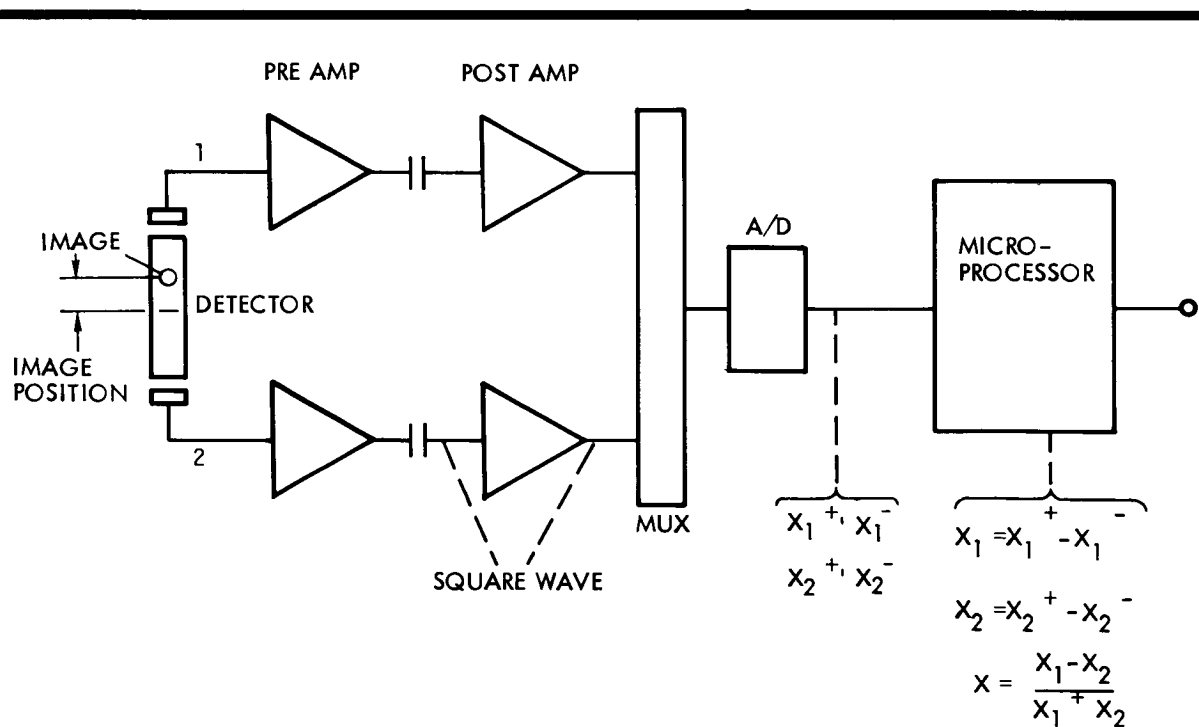 PRE AMP
POST AMP
1
A/D
MICRO-
PROCESSOR
IMAGE
DETECTOR
IMAGE
POSITION
2
MUX
SQUARE WAVE
X₁⁺, X₁⁻
X₂⁺, X₂⁻
X₁ = X₁⁺ - X₁⁻
X₂ = X₂⁺ - X₂⁻
X = (X₁ - X₂) / (X₁ + X₂)